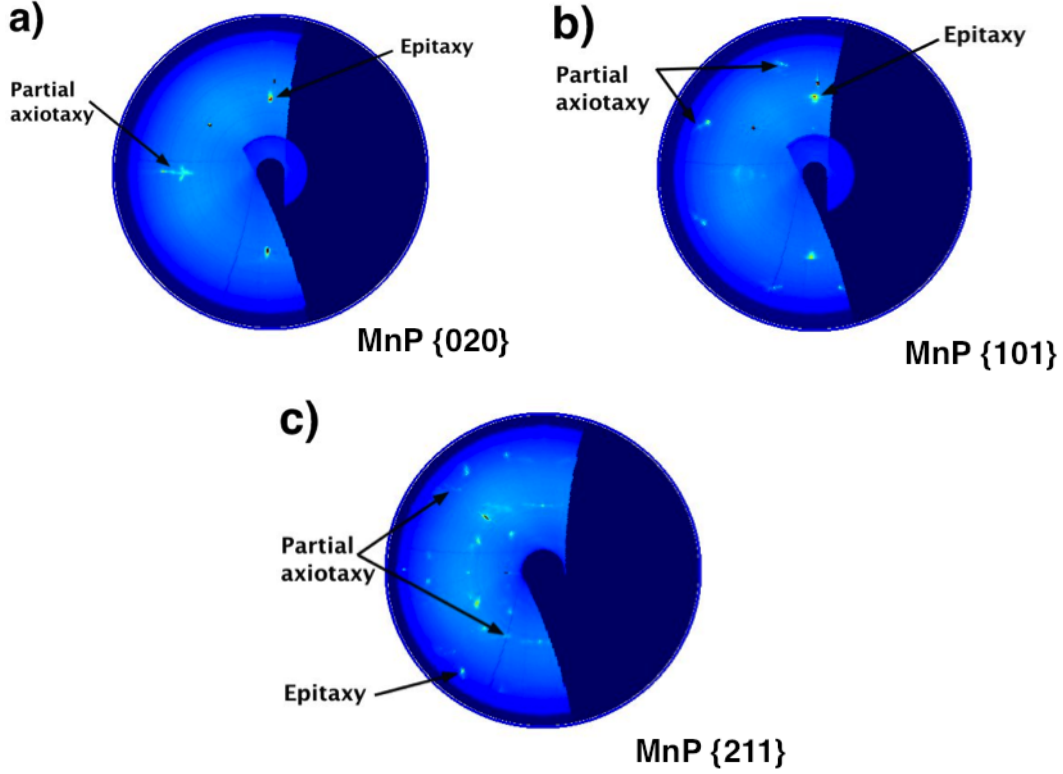 a)
Epitaxy
Partial
axiotaxy
MnP {020}
b)
Epitaxy
Partial
axiotaxy
MnP {101}
c)
Partial
axiotaxy
Epitaxy
MnP {211}